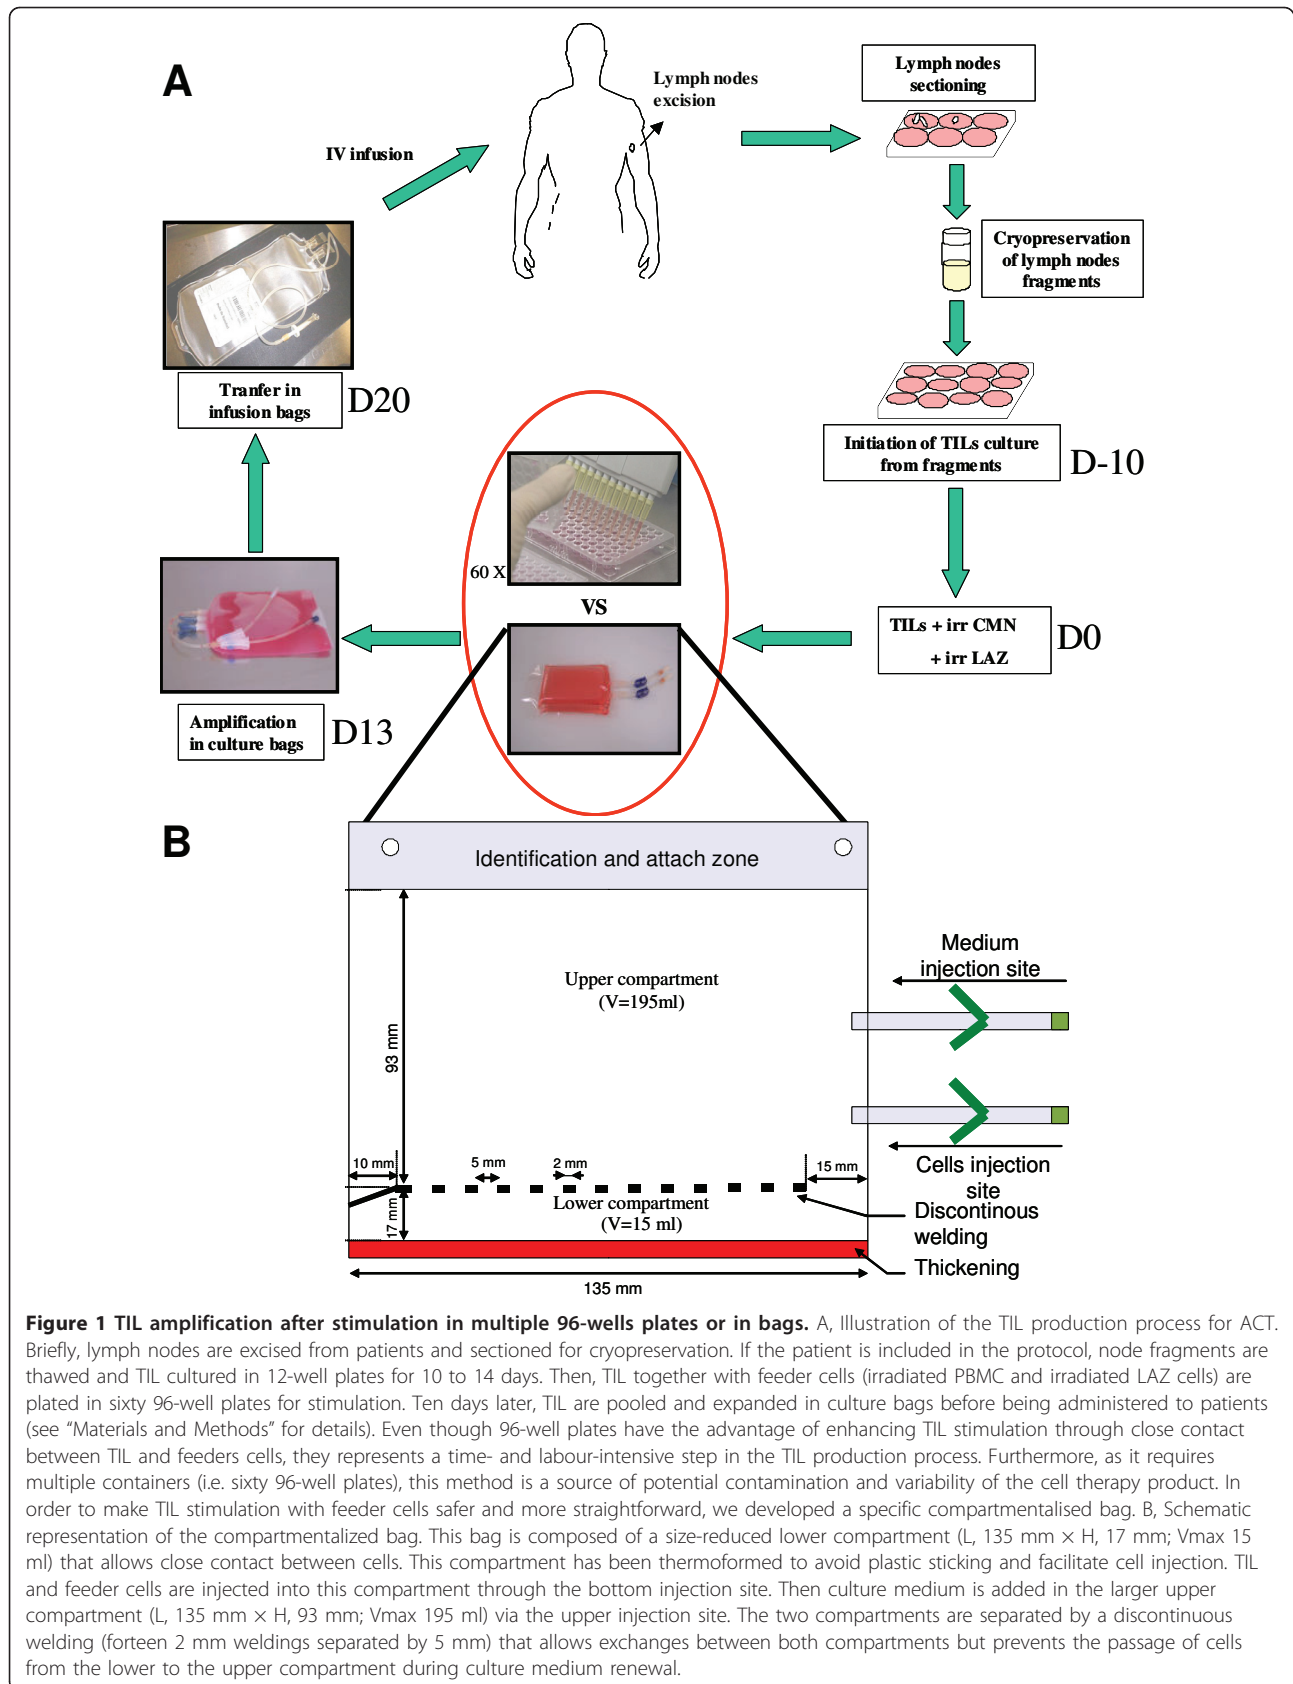 A
Lymph nodes
excision
Lymph nodes
sectioning
IV infusion
Cryopreservation
of lymph nodes
fragments
Tranfer in
infusion bags
D20
Initiation of TILs culture
from fragments
D-10
60 X
VS
TILs + irr CMN
+ irr LAZ
D0
Amplification
in culture bags
D13
B
Identification and attach zone
Upper compartment
(V=195ml)
Medium
injection site
93 mm
10 mm
5 mm
2 mm
15 mm
Cells injection
site
17 mm
Lower compartment
(V=15 ml)
Discontinous
welding
Thickening
135 mm
Figure 1 TIL amplification after stimulation in multiple 96-wells plates or in bags. A, Illustration of the TIL production process for ACT.
Briefly, lymph nodes are excised from patients and sectioned for cryopreservation. If the patient is included in the protocol, node fragments are
thawed and TIL cultured in 12-well plates for 10 to 14 days. Then, TIL together with feeder cells (irradiated PBMC and irradiated LAZ cells) are
plated in sixty 96-well plates for stimulation. Ten days later, TIL are pooled and expanded in culture bags before being administered to patients
(see “Materials and Methods” for details). Even though 96-well plates have the advantage of enhancing TIL stimulation through close contact
between TIL and feeders cells, they represents a time- and labour-intensive step in the TIL production process. Furthermore, as it requires
multiple containers (i.e. sixty 96-well plates), this method is a source of potential contamination and variability of the cell therapy product. In
order to make TIL stimulation with feeder cells safer and more straightforward, we developed a specific compartmentalised bag. B, Schematic
representation of the compartmentalized bag. This bag is composed of a size-reduced lower compartment (L, 135 mm × H, 17 mm; Vmax 15
ml) that allows close contact between cells. This compartment has been thermoformed to avoid plastic sticking and facilitate cell injection. TIL
and feeder cells are injected into this compartment through the bottom injection site. Then culture medium is added in the larger upper
compartment (L, 135 mm × H, 93 mm; Vmax 195 ml) via the upper injection site. The two compartments are separated by a discontinuous
welding (forteen 2 mm weldings separated by 5 mm) that allows exchanges between both compartments but prevents the passage of cells
from the lower to the upper compartment during culture medium renewal.